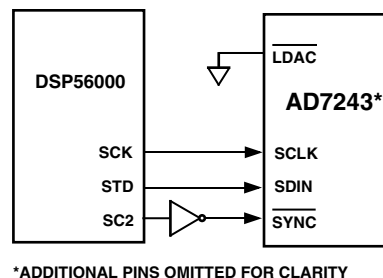 DSP56000
LDAC
AD7243*
SCK
SCLK
STD
SDIN
SC2
SYNC
*ADDITIONAL PINS OMITTED FOR CLARITY